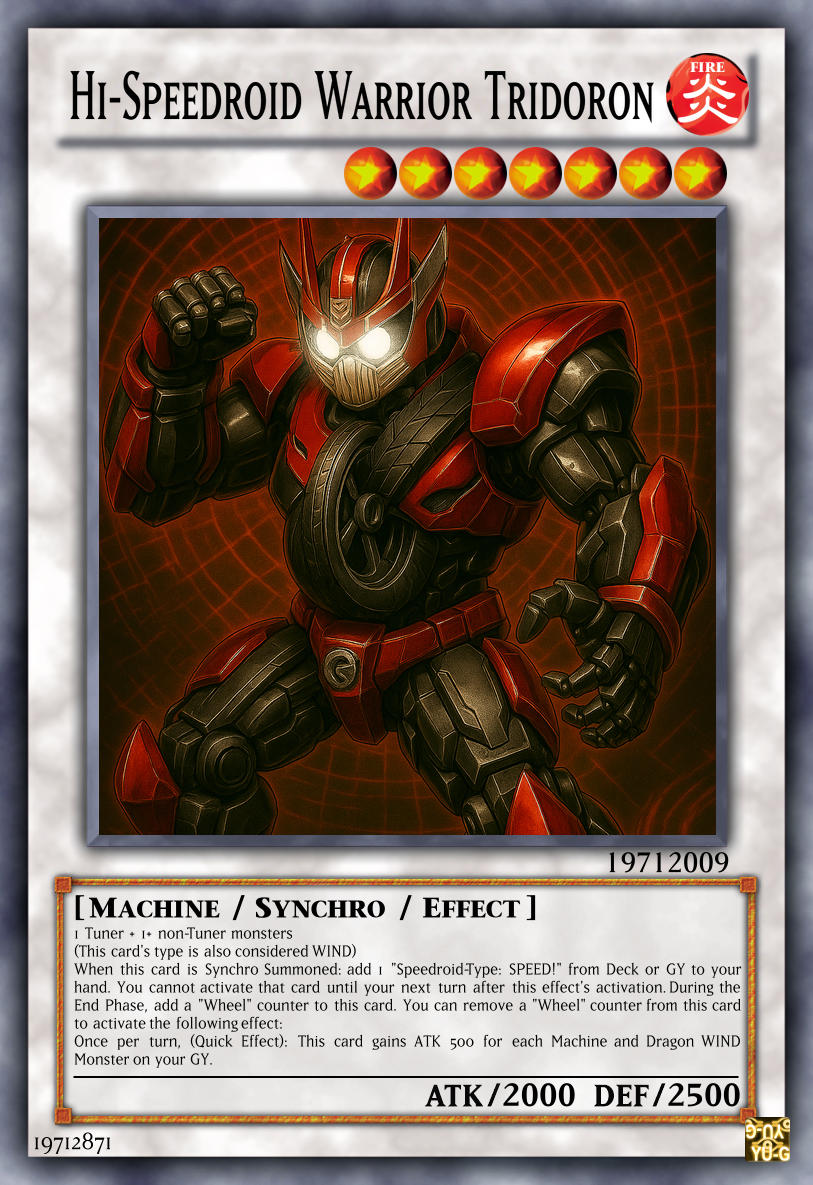 Hi-Speedroid Warrior Tridoron
FIRE
炎
19712009
[ Machine / Synchro / Effect ]
1 Tuner + 1+ non-Tuner monsters
(This card's type is also considered WIND)
When this card is Synchro Summoned: add 1 "Speedroid-Type: SPEED!" from Deck or GY to your
hand. You cannot activate that card until your next turn after this effect's activation. During the
End Phase, add a "Wheel" counter to this card. You can remove a "Wheel" counter from this card
to activate the following effect:
Once per turn, (Quick Effect): This card gains ATK 500 for each Machine and Dragon WIND
Monster on your GY.
ATK/2000 DEF/2500
19712871